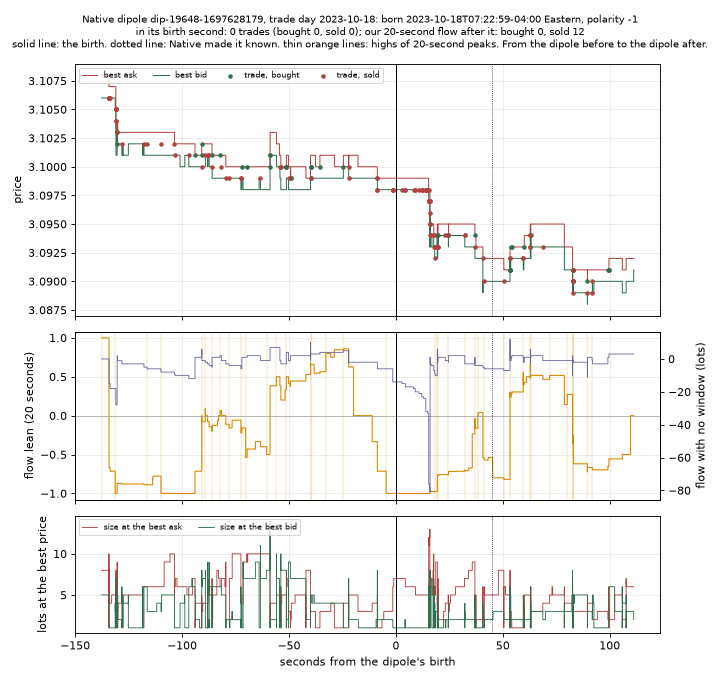 Native dipole dip-19648-1697628179, trade day 2023-10-18: born 2023-10-18T07:22:59-04:00 Eastern, polarity -1
in its birth second: 0 trades (bought 0, sold 0); our 20-second flow after it: bought 0, sold 12
solid line: the birth. dotted line: Native made it known. thin orange lines: highs of 20-second peaks. From the dipole before to the dipole after.
best ask
best bid
trade, bought
trade, sold
3.1075
3.1050
3.1025
3.1000
3.0975
3.0950
3.0925
3.0900
3.0875
price
1.0
0.5
0.0
−0.5
−1.0
flow lean (20 seconds)
0
−20
−40
−60
−80
flow with no window (lots)
size at the best ask
size at the best bid
10
5
lots at the best price
−150
−100
−50
0
50
100
seconds from the dipole's birth